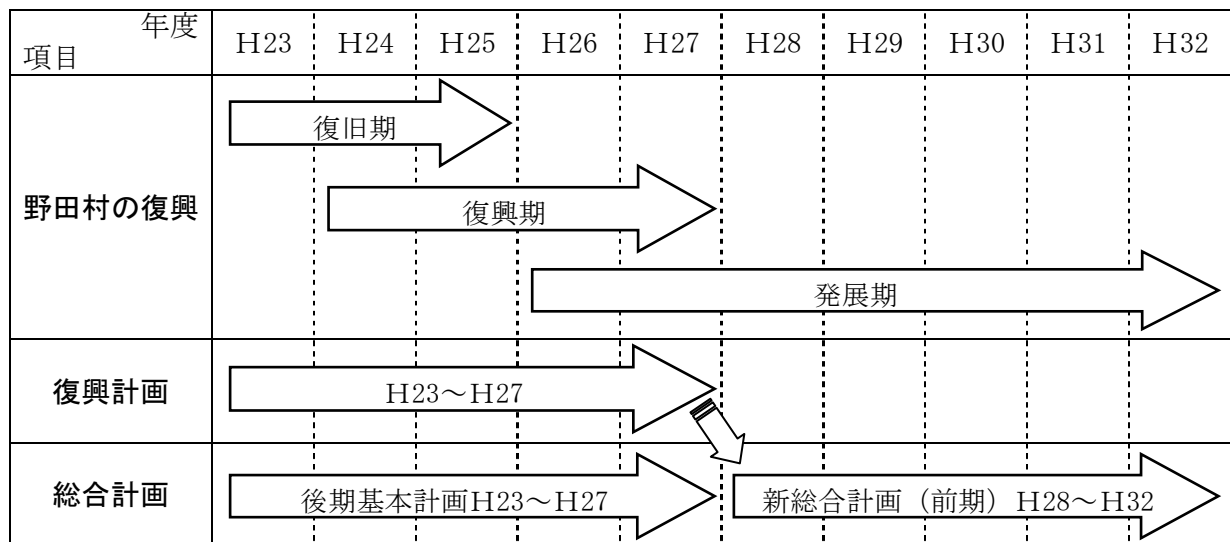 年度
項目
H23 H24 H25 H26 H27 H28 H29 H30 H31 H32
復旧期
野田村の復興
復興期
発展期
復興計画
H23～H27
総合計画
後期基本計画H23～H27
新総合計画（前期）H28～H32